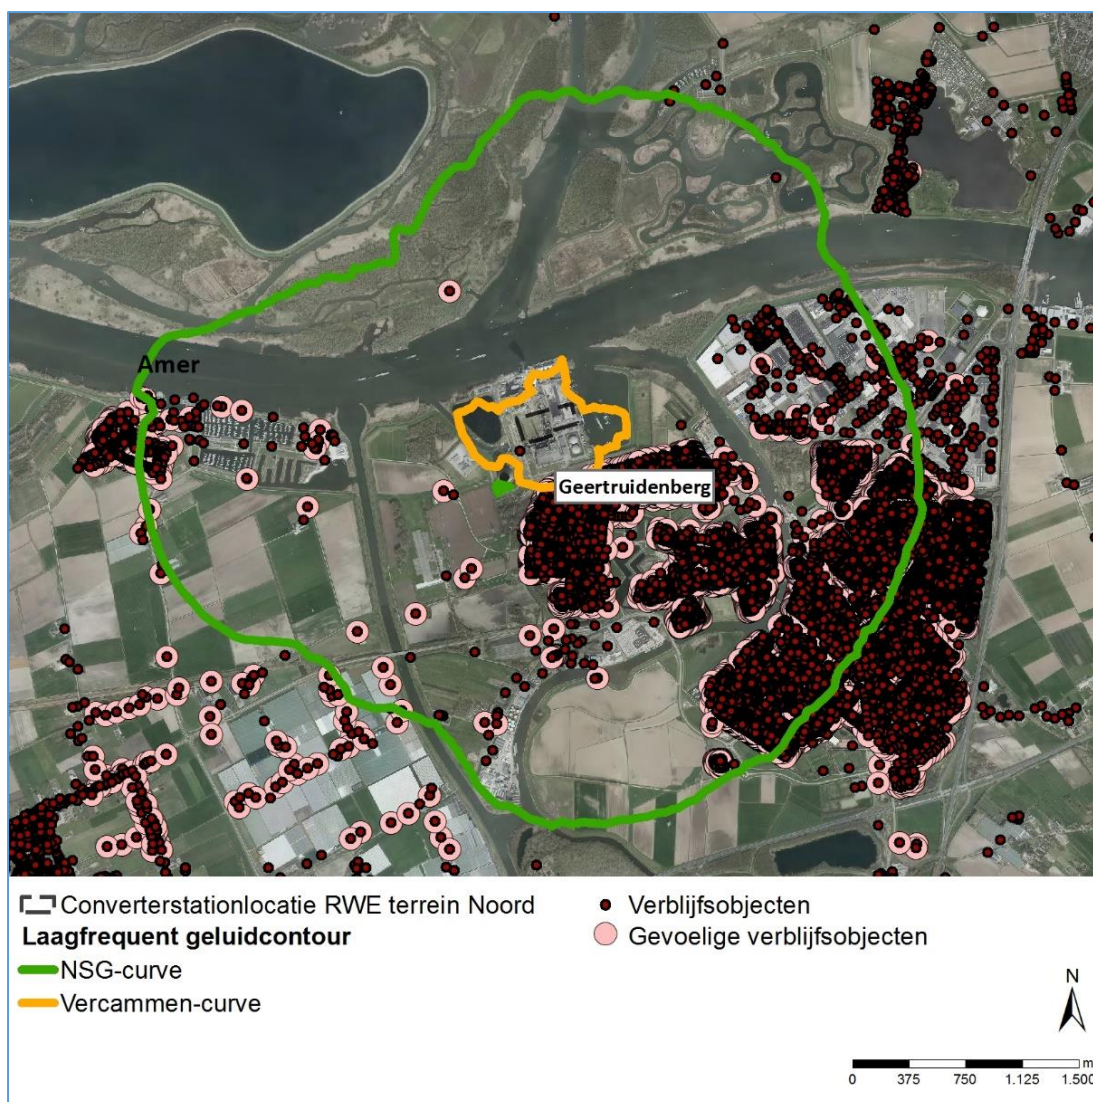 Amer
Geertruidenberg
Converterstationlocatie RWE terrein Noord
Laagfrequent geluidcontour
NSG-curve
Vercammen-curve
Verblijfsobjecten
Gevoelige verblijfsobjecten
N
m
0 375 750 1.125 1.500